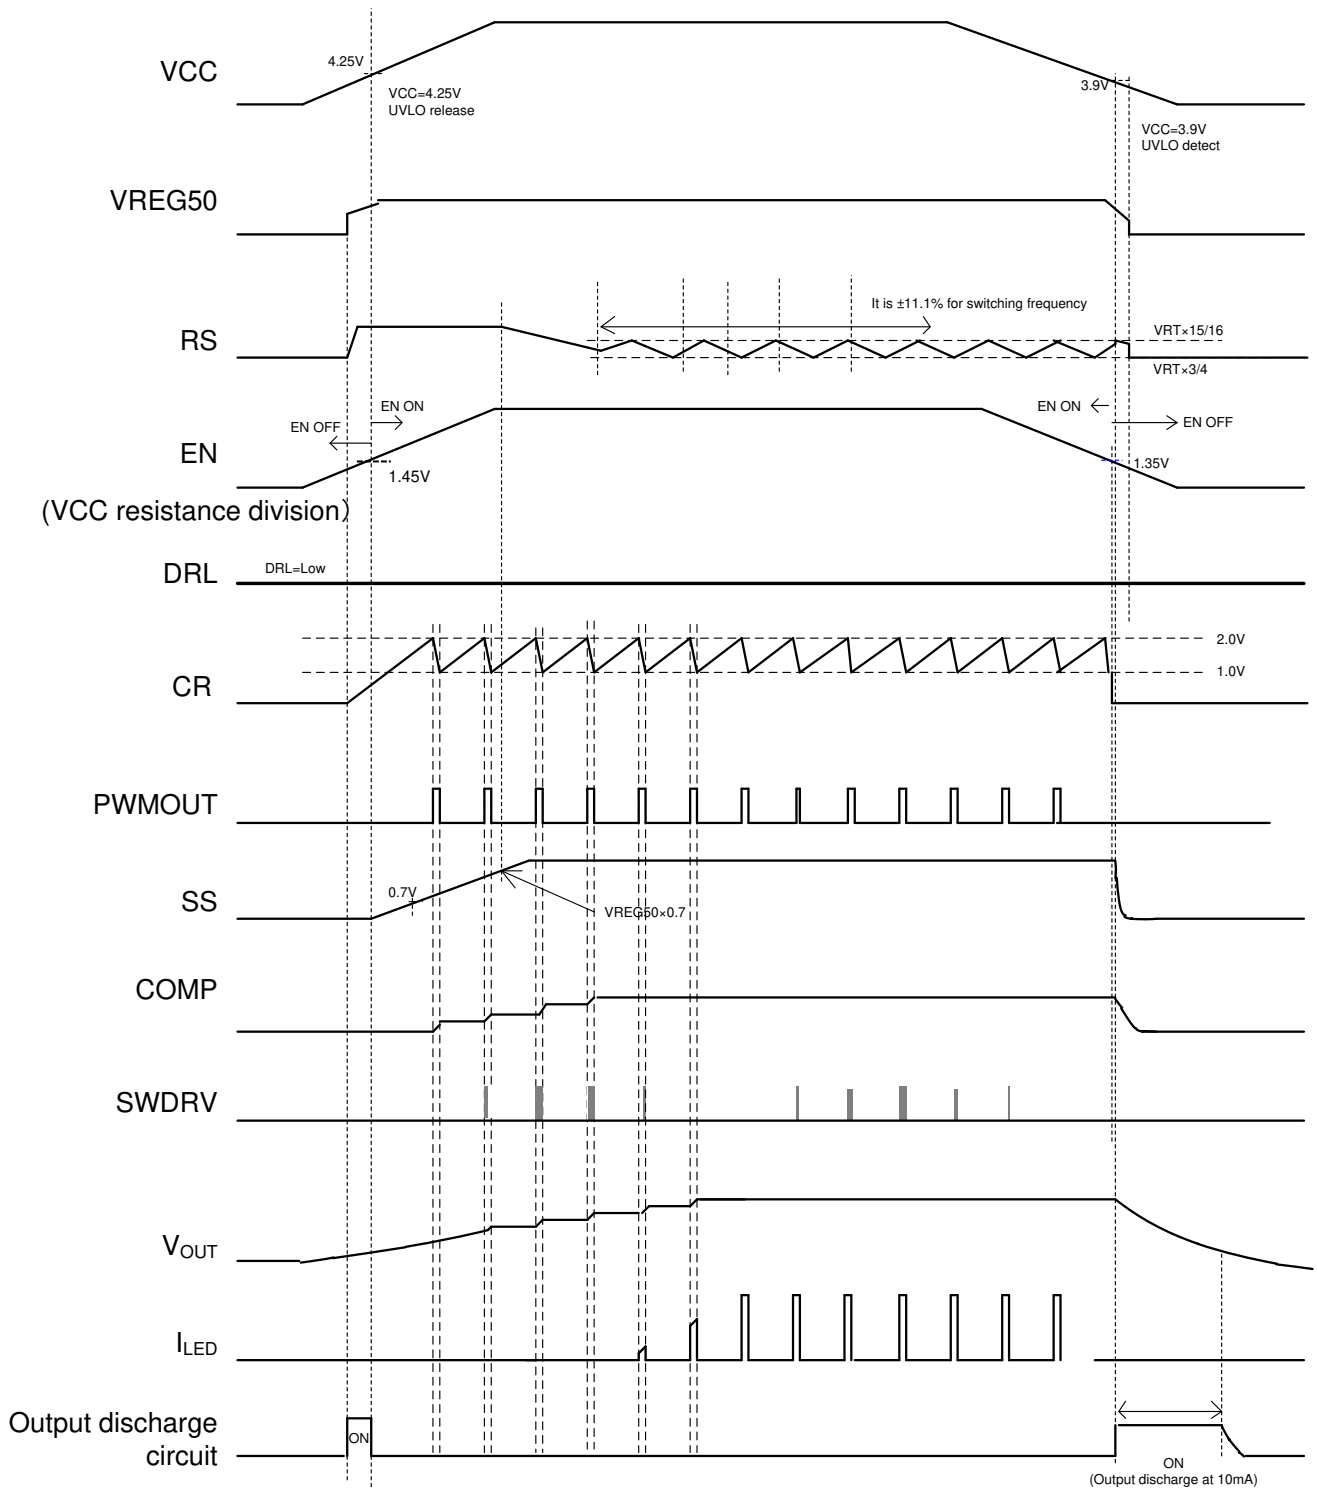 VCC
4.25V
VCC=4.25V
UVLO release
3.9V
VCC=3.9V
UVLO detect
VREG50
RS
It is ±11.1% for switching frequency
VRT×15/16
VRT×3/4
EN
(VCC resistance division）
EN OFF
EN ON
1.45V
EN ON
EN OFF
1.35V
DRL
DRL=Low
CR
2.0V
1.0V
PWMOUT
SS
0.7V
VREG50×0.7
COMP
SWDRV
VOUT
ILED
Output discharge
circuit
ON
ON
(Output discharge at 10mA)